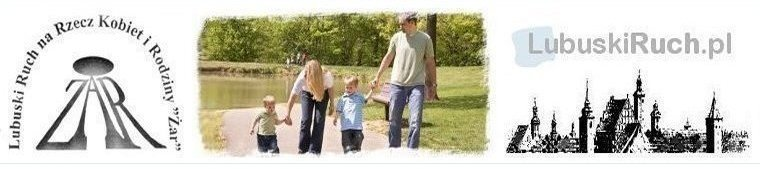 Lubuski Ruch na Rzecz Kobiet i Rodziny "Żar"
ŻAR
LubuskiRuch.pl